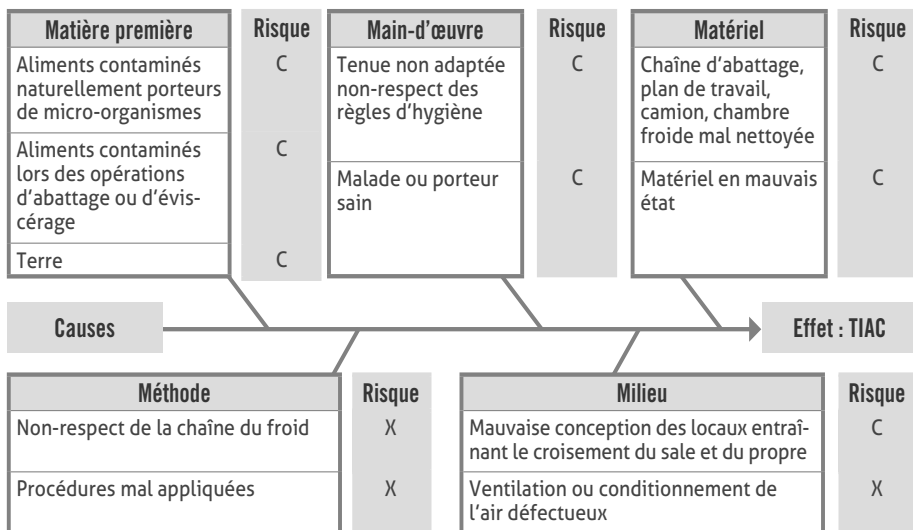 Matière première
Risque
Aliments contaminés
naturellement porteurs
de micro-organismes
C
Aliments contaminés
lors des opérations
d'abattage ou d'évis-
cérage
C
Terre
C
Main-d'œuvre
Risque
Tenue non adaptée
non-respect des
règles d'hygiène
C
Malade ou porteur
sain
C
Matériel
Risque
Chaîne d'abattage,
plan de travail,
camion, chambre
froide mal nettoyée
C
Matériel en mauvais
état
C
Causes
Effet : TIAC
Méthode
Risque
Non-respect de la chaîne du froid
X
Procédures mal appliquées
X
Milieu
Risque
Mauvaise conception des locaux entraî-
nant le croisement du sale et du propre
C
Ventilation ou conditionnement de
l'air défectueux
X